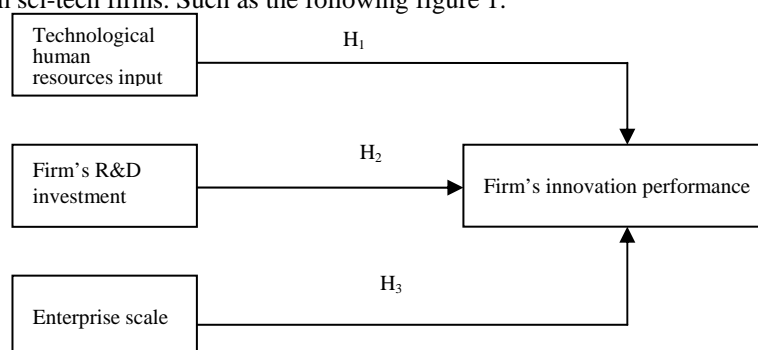 sci-tech firms. Such as the following figure 1.
Technological
human
resources input
H₁
Firm's R&D
investment
H₂
Firm's innovation performance
H₃
Enterprise scale